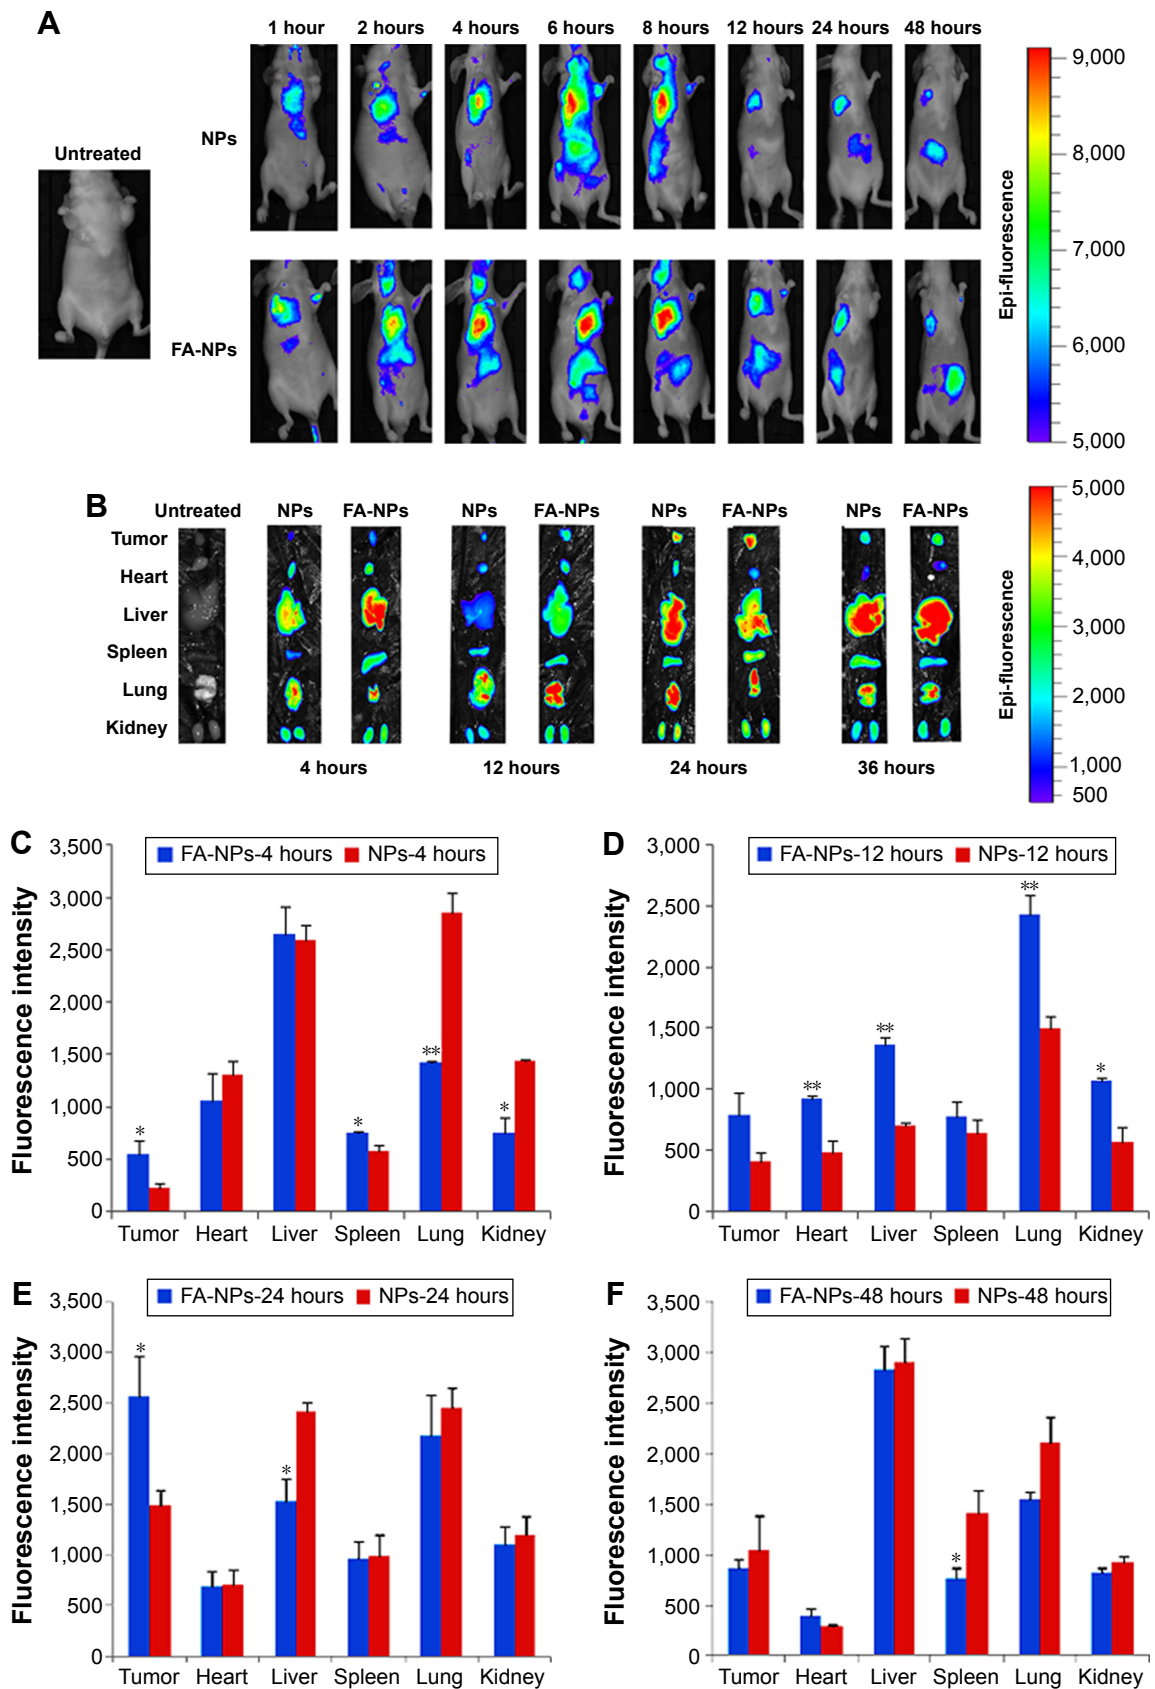 A
1 hour 2 hours 4 hours 6 hours 8 hours 12 hours 24 hours 48 hours
NPs
Untreated
FA-NPs
9,000
8,000
7,000
6,000
5,000
Epi-fluorescence
B
Untreated NPs FA-NPs NPs FA-NPs NPs FA-NPs NPs FA-NPs
Tumor
Heart
Liver
Spleen
Lung
Kidney
4 hours 12 hours 24 hours 36 hours
5,000
4,000
3,000
2,000
1,000
500
Epi-fluorescence
C
FA-NPs-4 hours NPs-4 hours
Fluorescence intensity
3,500
3,000
2,500
2,000
1,500
1,000
500
0
* * ** *
Tumor Heart Liver Spleen Lung Kidney
D
FA-NPs-12 hours NPs-12 hours
Fluorescence intensity
3,000
2,500
2,000
1,500
1,000
500
0
** ** ** *
Tumor Heart Liver Spleen Lung Kidney
E
FA-NPs-24 hours NPs-24 hours
Fluorescence intensity
3,500
3,000
2,500
2,000
1,500
1,000
500
0
* *
Tumor Heart Liver Spleen Lung Kidney
F
FA-NPs-48 hours NPs-48 hours
Fluorescence intensity
3,500
3,000
2,500
2,000
1,500
1,000
500
0
*
Tumor Heart Liver Spleen Lung Kidney